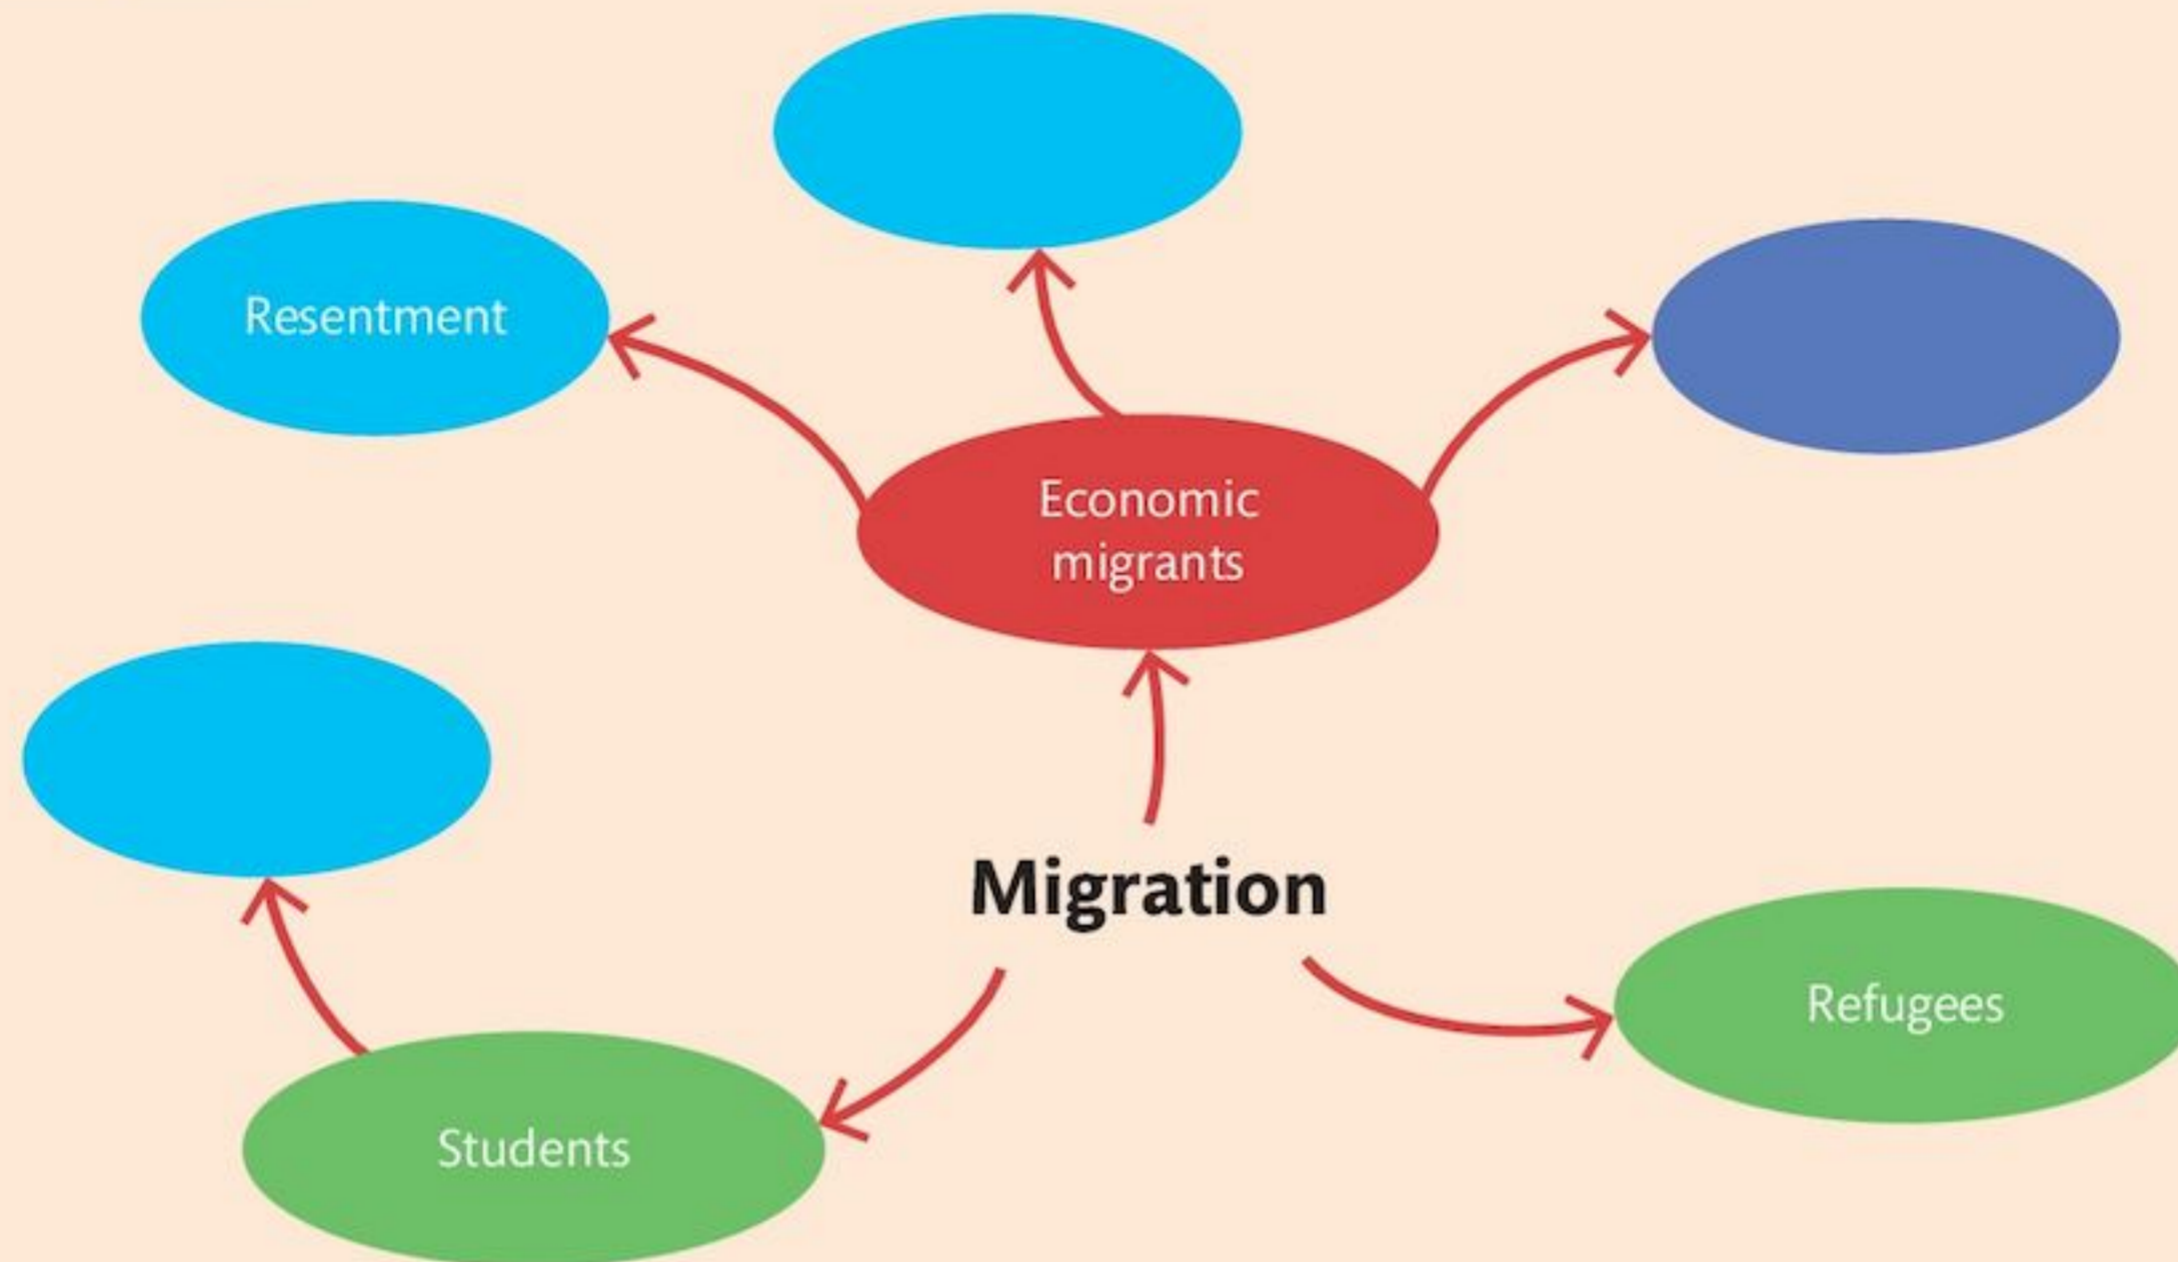 Resentment
Economic
migrants
Migration
Refugees
Students